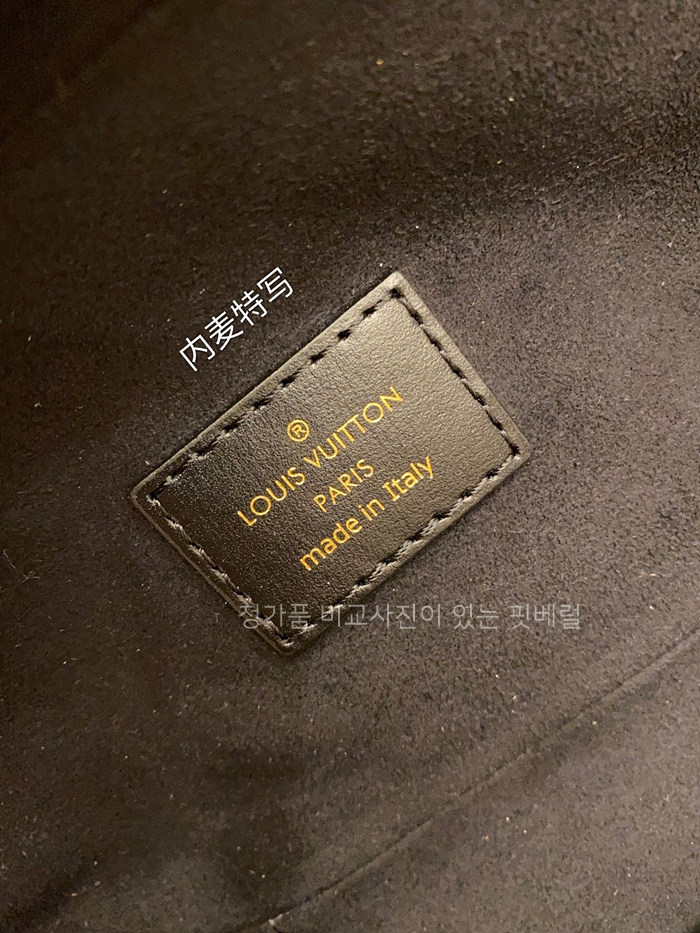 内麦特写
®
LOUIS VUITTON
PARIS
made in Italy
정가품 비교사진이 있는 핏베럴